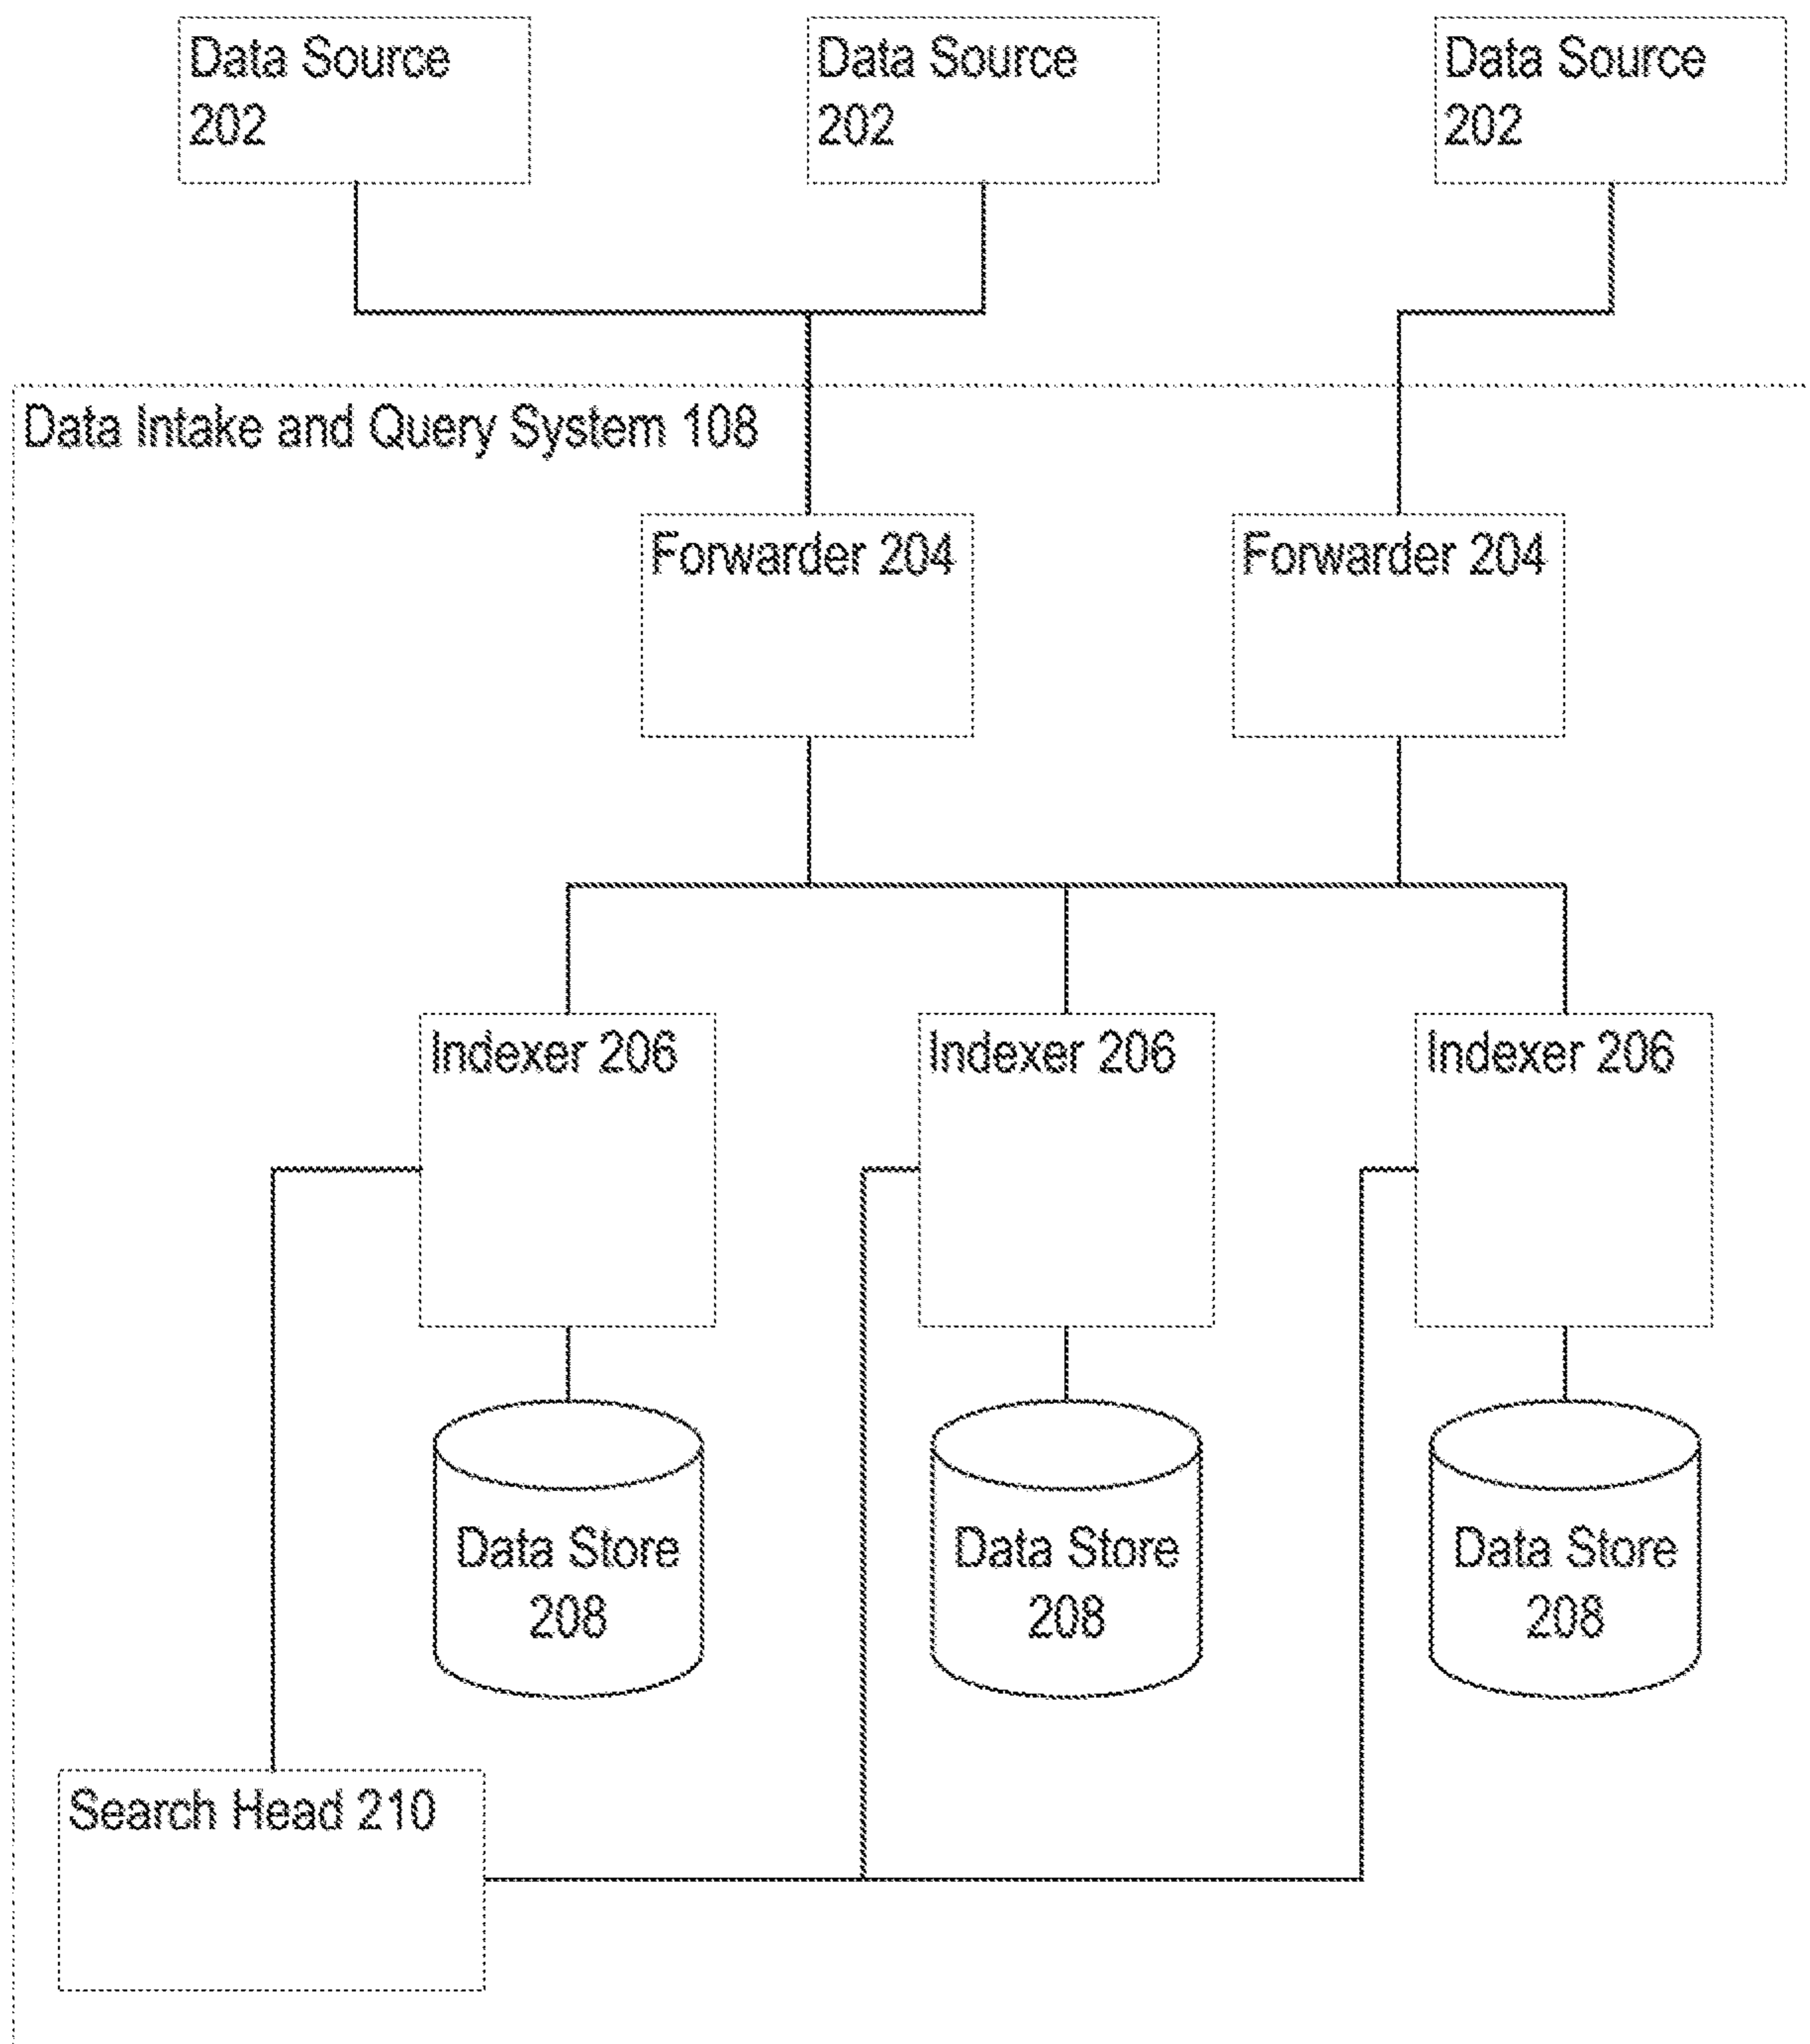 Data Source
202
Data Source
202
Data Source
202
Data Intake and Query System 108
Forwarder 204
Forwarder 204
Indexer 206
Indexer 206
Indexer 206
Data Store
208
Data Store
208
Data Store
208
Search Head 210